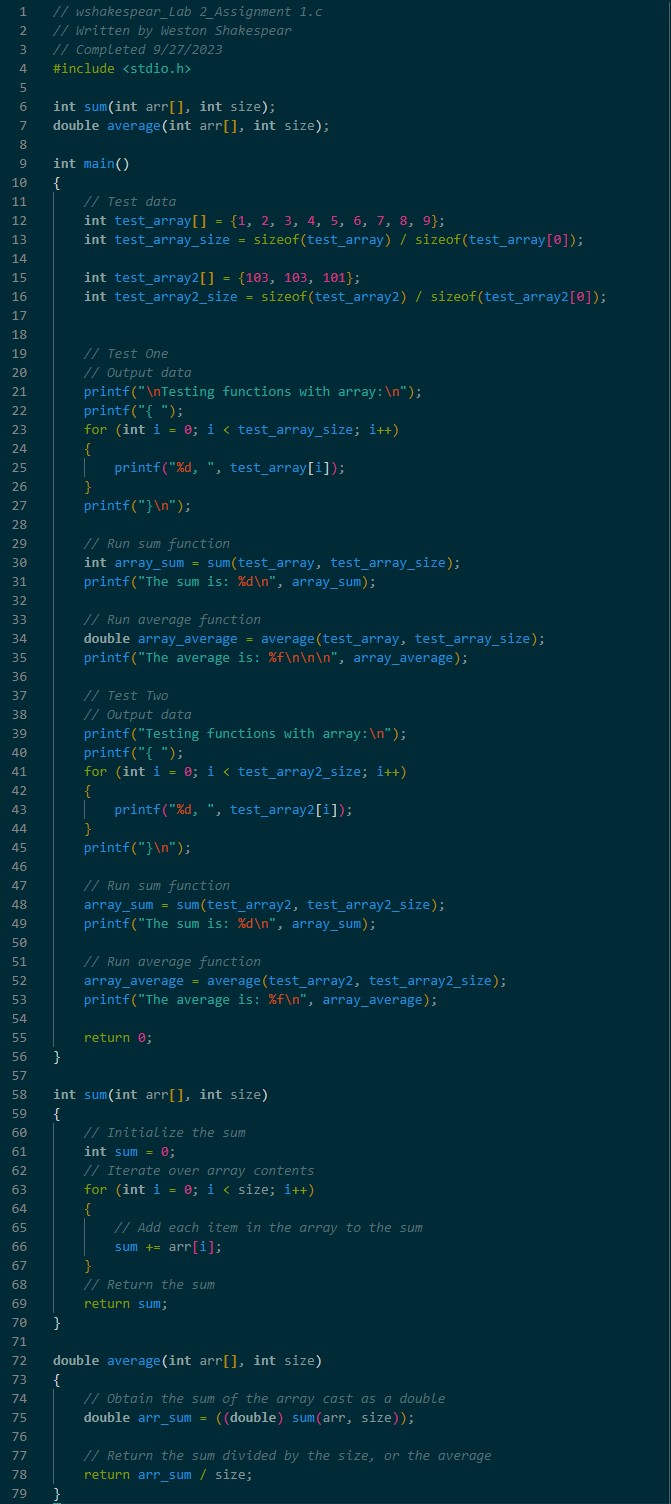 1 // wshakespear_Lab 2_Assignment 1.c
2 // Written by Weston Shakespear
3 // Completed 9/27/2023
4 #include <stdio.h>
5
6 int sum(int arr[], int size);
7 double average(int arr[], int size);
8
9 int main()
10 {
11     // Test data
12     int test_array[] = {1, 2, 3, 4, 5, 6, 7, 8, 9};
13     int test_array_size = sizeof(test_array) / sizeof(test_array[0]);
14
15     int test_array2[] = {103, 103, 101};
16     int test_array2_size = sizeof(test_array2) / sizeof(test_array2[0]);
17
18
19     // Test One
20     // Output data
21     printf("\nTesting functions with array:\n");
22     printf("{ ");
23     for (int i = 0; i < test_array_size; i++)
24     {
25         printf("%d, ", test_array[i]);
26     }
27     printf("}\n");
28
29     // Run sum function
30     int array_sum = sum(test_array, test_array_size);
31     printf("The sum is: %d\n", array_sum);
32
33     // Run average function
34     double array_average = average(test_array, test_array_size);
35     printf("The average is: %f\n\n\n", array_average);
36
37     // Test Two
38     // Output data
39     printf("Testing functions with array:\n");
40     printf("{ ");
41     for (int i = 0; i < test_array2_size; i++)
42     {
43         printf("%d, ", test_array2[i]);
44     }
45     printf("}\n");
46
47     // Run sum function
48     array_sum = sum(test_array2, test_array2_size);
49     printf("The sum is: %d\n", array_sum);
50
51     // Run average function
52     array_average = average(test_array2, test_array2_size);
53     printf("The average is: %f\n", array_average);
54
55     return 0;
56 }
57
58 int sum(int arr[], int size)
59 {
60     // Initialize the sum
61     int sum = 0;
62     // Iterate over array contents
63     for (int i = 0; i < size; i++)
64     {
65         // Add each item in the array to the sum
66         sum += arr[i];
67     }
68     // Return the sum
69     return sum;
70 }
71
72 double average(int arr[], int size)
73 {
74     // Obtain the sum of the array cast as a double
75     double arr_sum = ((double) sum(arr, size));
76
77     // Return the sum divided by the size, or the average
78     return arr_sum / size;
79 }